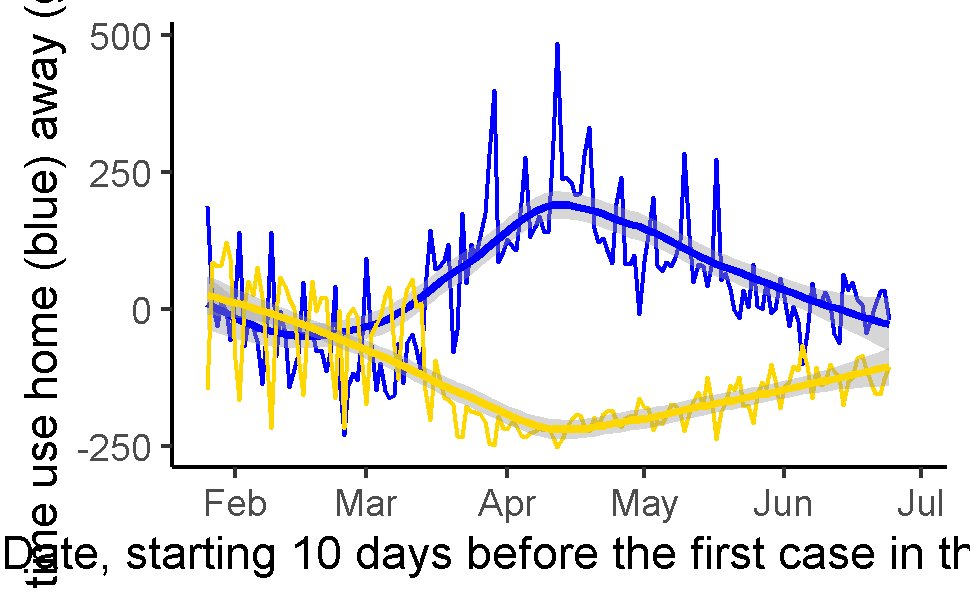 time use home (blue) away (
500
250
0
-250
Feb Mar Apr May Jun Jul
Date, starting 10 days before the first case in th